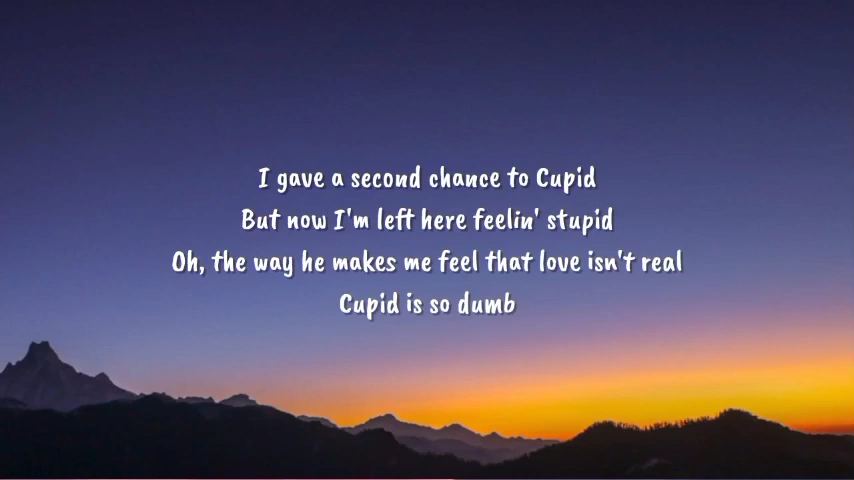 I gave a second chance to Cupid
But now I'm left here feelin' stupid
Oh, the way he makes me feel that love isn't real
Cupid is so dumb